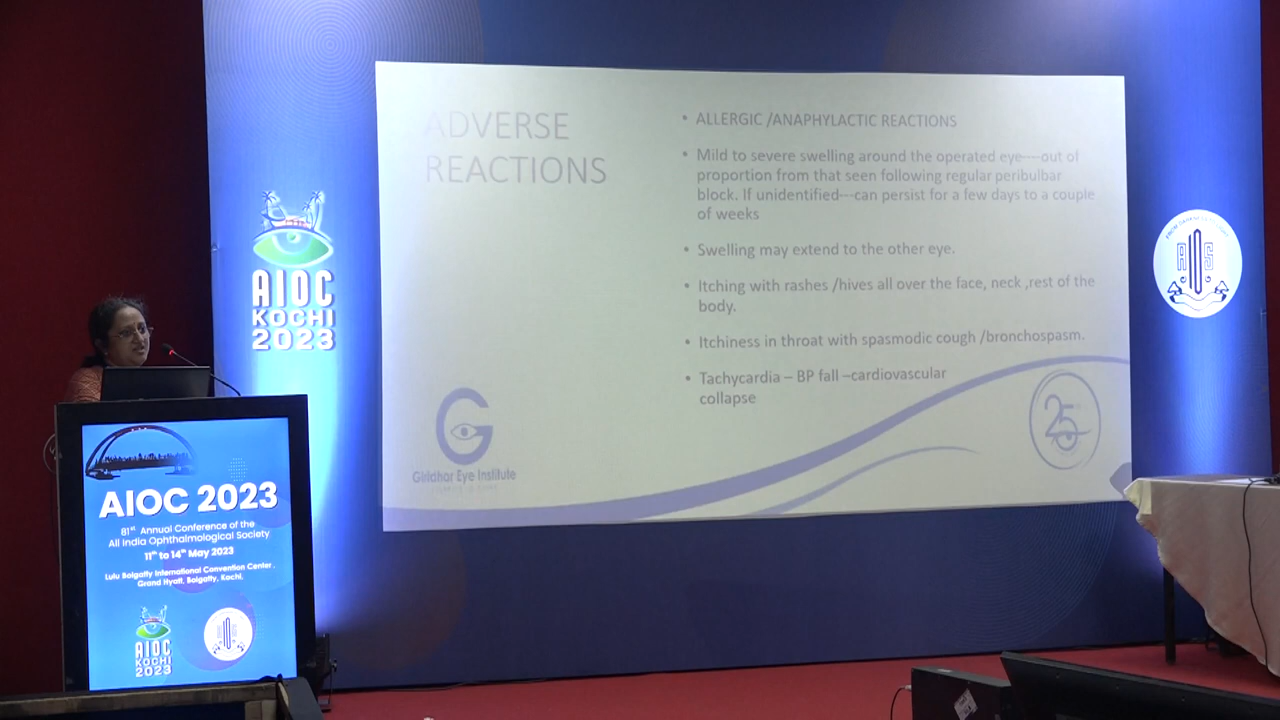 ADVERSE
REACTIONS
• ALLERGIC /ANAPHYLACTIC REACTIONS
• Mild to severe swelling around the operated eye----out of
proportion from that seen following regular peribulbar
block. If unidentified---can persist for a few days to a couple
of weeks
• Swelling may extend to the other eye.
• Itching with rashes /hives all over the face, neck ,rest of the
body.
• Itchiness in throat with spasmodic cough /bronchospasm.
• Tachycardia – BP fall –cardiovascular
collapse
G
Giridhar Eye Institute
25
AIOC
KOCHI
2023
AIOS
AIOC 2023
81st Annual Conference of the
All India Ophthalmological Society
11th to 14th May 2023
Lulu Bolgatty International Convention Center ,
Grand Hyatt, Bolgatty, Kochi,
AIOC
KOCHI
2023